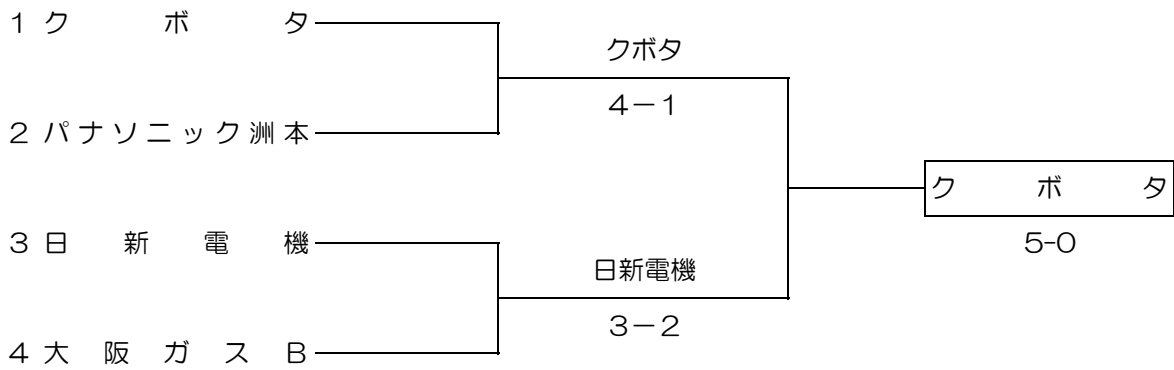 1 クボタ
クボタ
4－1
2 パナソニック洲本
クボタ
3 日新電機
5-0
日新電機
3－2
4 大阪ガスB